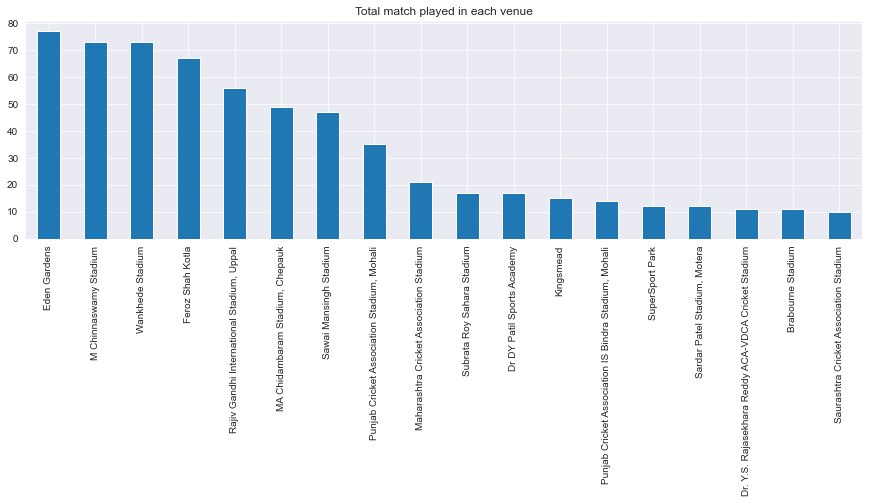 Total match played in each venue
80
70
60
50
40
30
20
10
0
Eden Gardens
M Chinnaswamy Stadium
Wankhede Stadium
Feroz Shah Kotla
Rajiv Gandhi International Stadium, Uppal
MA Chidambaram Stadium, Chepauk
Sawai Mansingh Stadium
Punjab Cricket Association Stadium, Mohali
Maharashtra Cricket Association Stadium
Subrata Roy Sahara Stadium
Dr DY Patil Sports Academy
Kingsmead
Punjab Cricket Association IS Bindra Stadium, Mohali
SuperSport Park
Sardar Patel Stadium, Motera
Dr. Y.S. Rajasekhara Reddy ACA-VDCA Cricket Stadium
Brabourne Stadium
Saurashtra Cricket Association Stadium